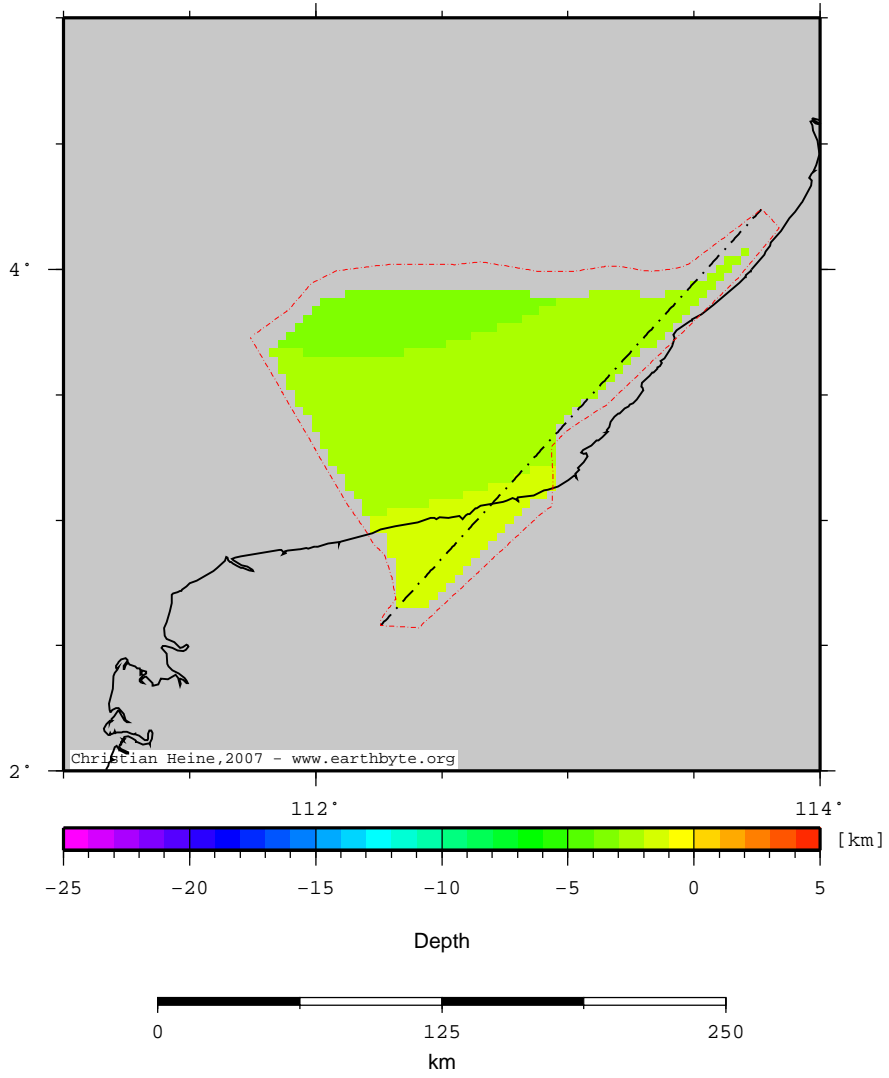 4°
2°
Christian Heine,2007 - www.earthbyte.org
112° 114°
[km]
−25 −20 −15 −10 −5 0 5
Depth
0 125 250
km